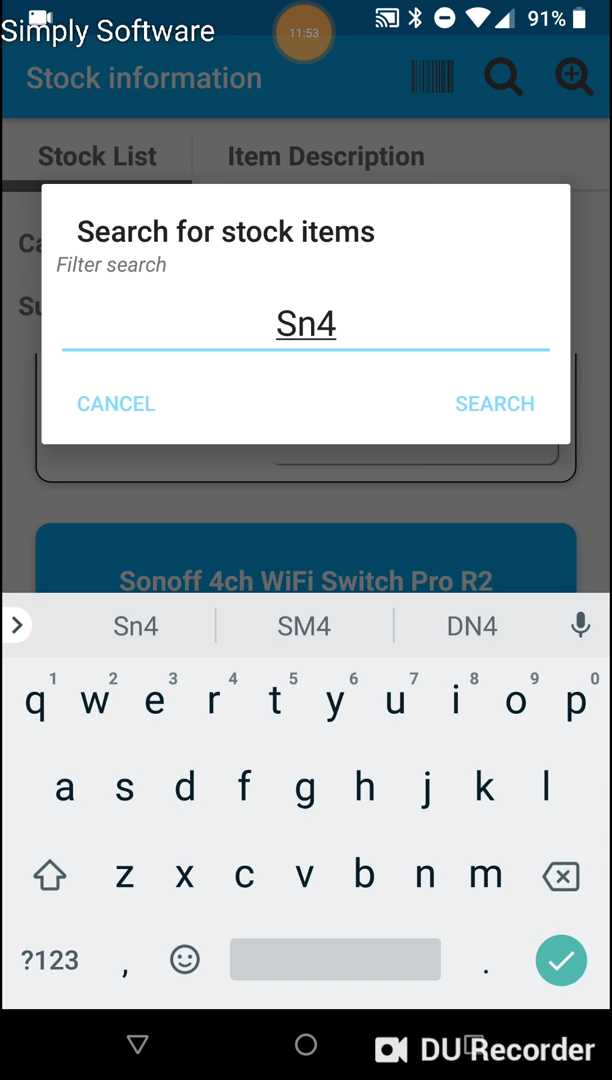 Simply Software
11:53
91%
Stock information
Stock List
Item Description
Search for stock items
Filter search
Sn4
CANCEL
SEARCH
Sonoff 4ch WiFi Switch Pro R2
Sn4
SM4
DN4
1 2 3 4 5 6 7 8 9 0
q w e r t y u i o p
a s d f g h j k l
z x c v b n m
?123 , .
DU Recorder